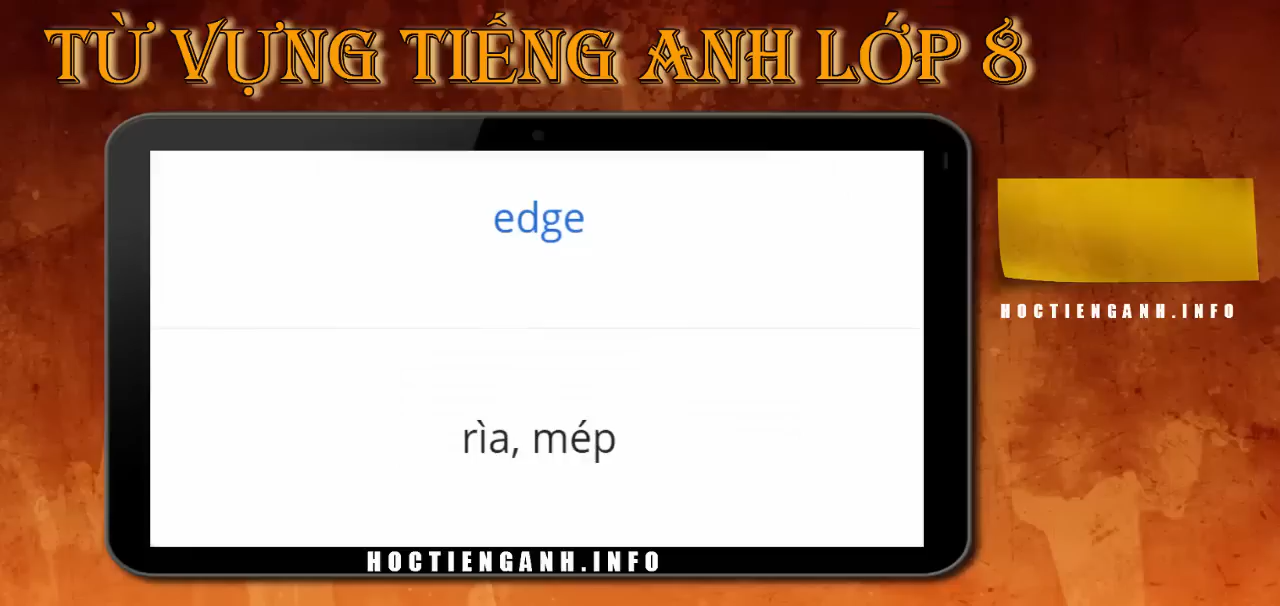 TỪ VỰNG TIẾNG ANH LỚP 8
edge
HOCTIENGANH.INFO
rìa, mép
HOCTIENGANH.INFO